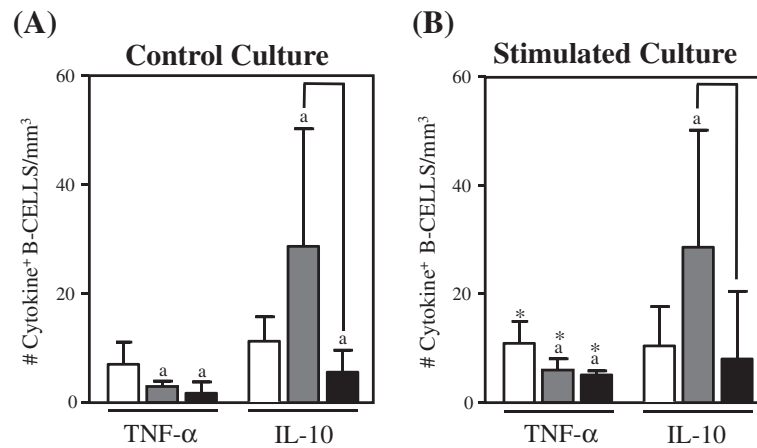 (A)
Control Culture
# Cytokine⁺ B-CELLS/mm³
60
40
20
0
a
a
a
a
TNF-α
IL-10
(B)
Stimulated Culture
# Cytokine⁺ B-CELLS/mm³
60
40
20
0
*
*
a
*
a
a
TNF-α
IL-10